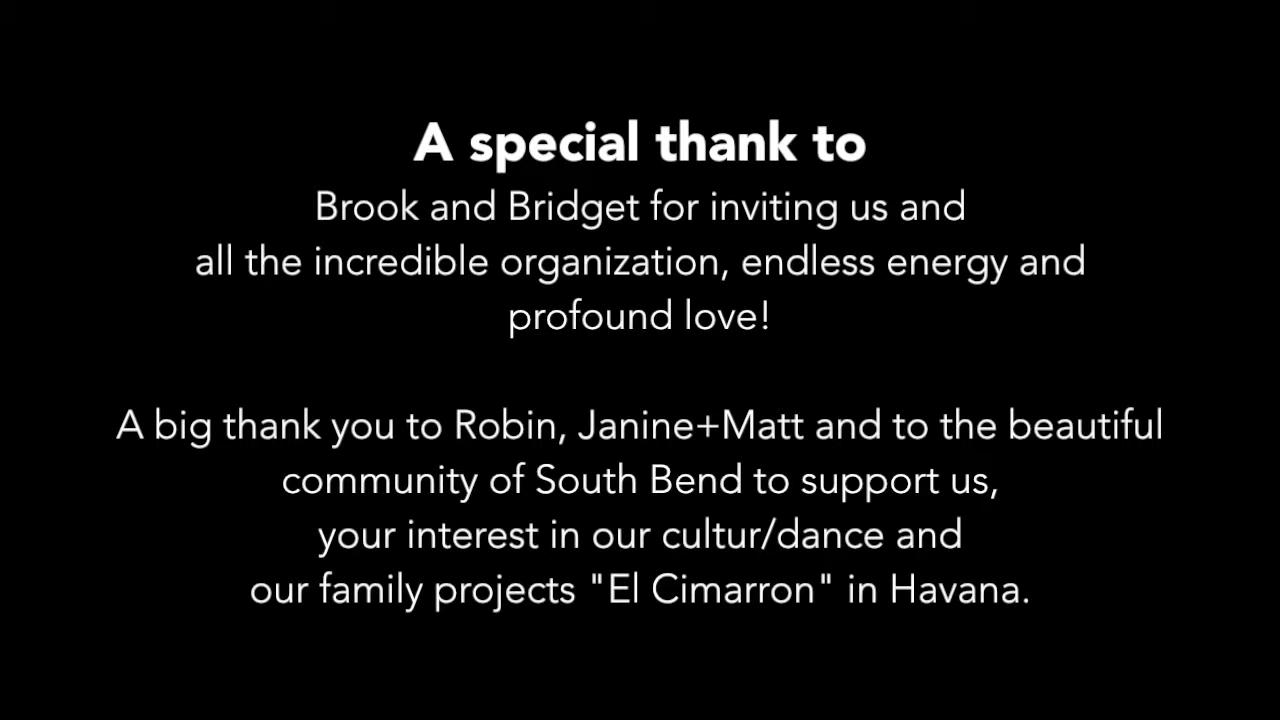 A special thank to
Brook and Bridget for inviting us and
all the incredible organization, endless energy and
profound love!
A big thank you to Robin, Janine+Matt and to the beautiful
community of South Bend to support us,
your interest in our cultur/dance and
our family projects "El Cimarron" in Havana.